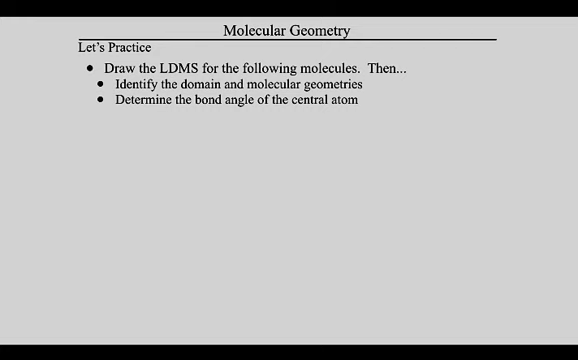 Molecular Geometry
Let's Practice
● Draw the LDMS for the following molecules. Then...
● Identify the domain and molecular geometries
● Determine the bond angle of the central atom